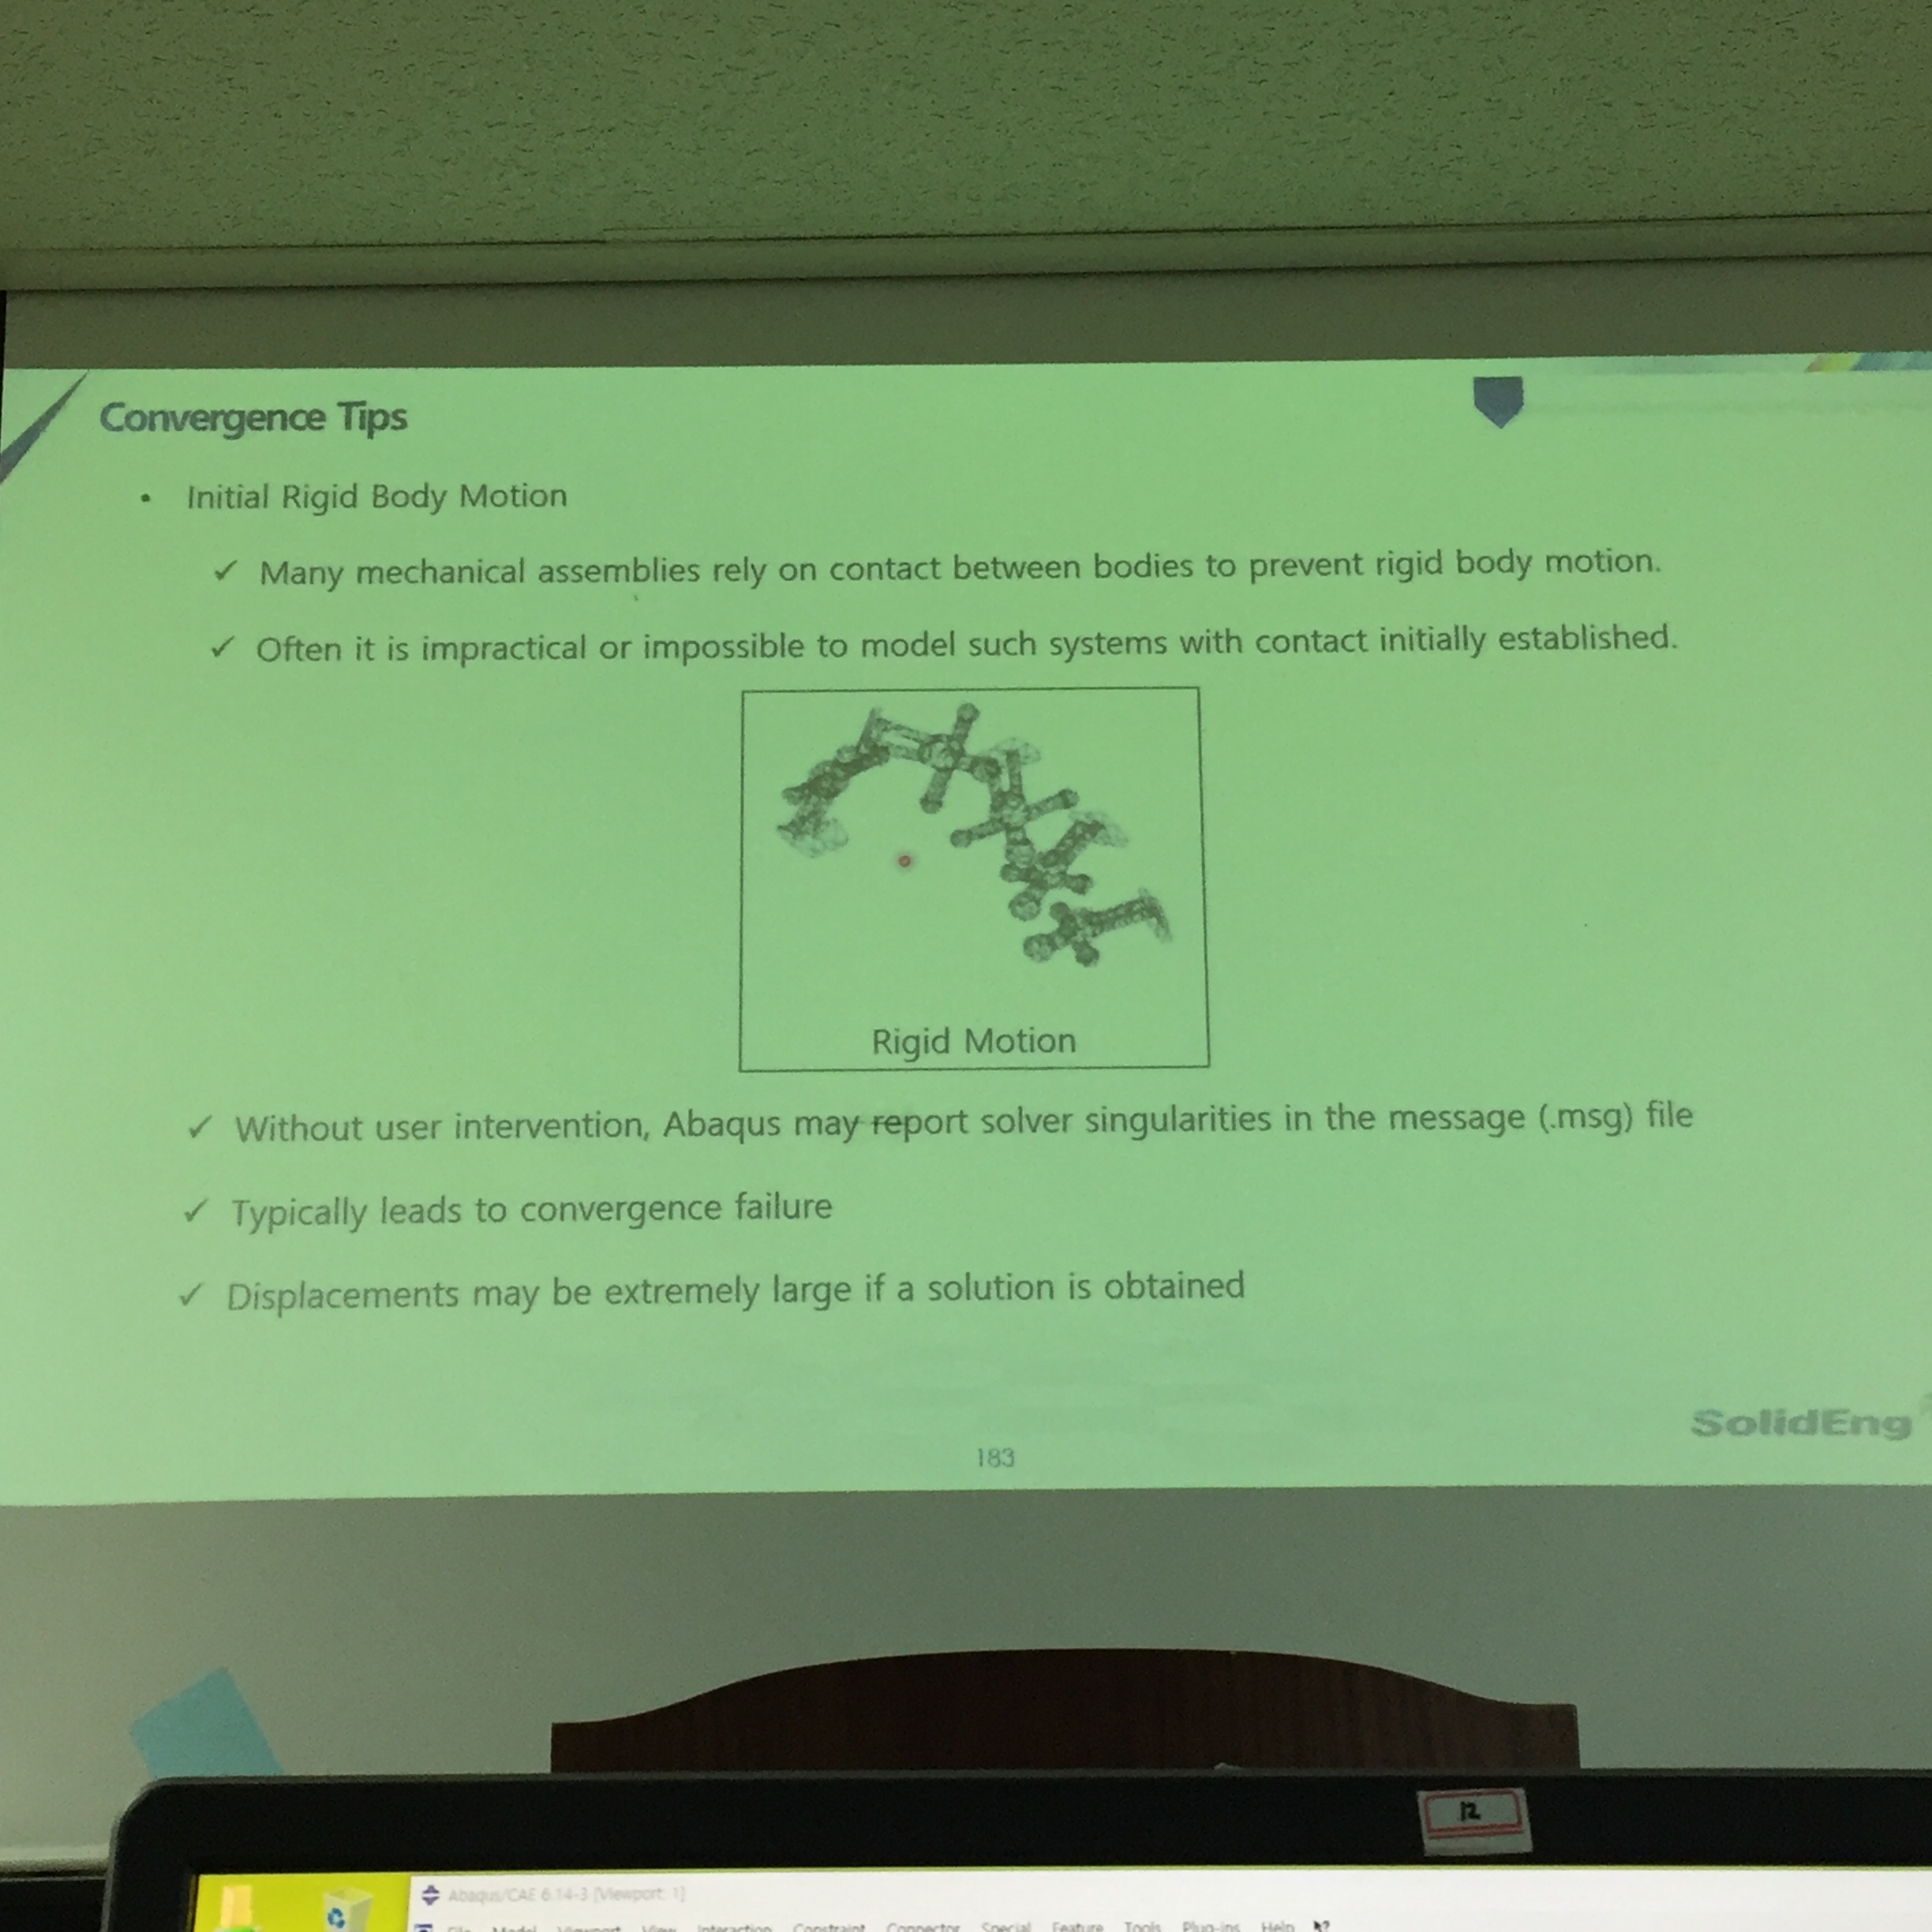 Convergence Tips
• Initial Rigid Body Motion
✓ Many mechanical assemblies rely on contact between bodies to prevent rigid body motion.
✓ Often it is impractical or impossible to model such systems with contact initially established.
Rigid Motion
✓ Without user intervention, Abaqus may report solver singularities in the message (.msg) file
✓ Typically leads to convergence failure
✓ Displacements may be extremely large if a solution is obtained
SolidEng
183
12
Abaqus/CAE 6.14-3 [Viewport: 1]
File Model Viewport View Interaction Constraint Connector Special Feature Tools Plug-ins Help